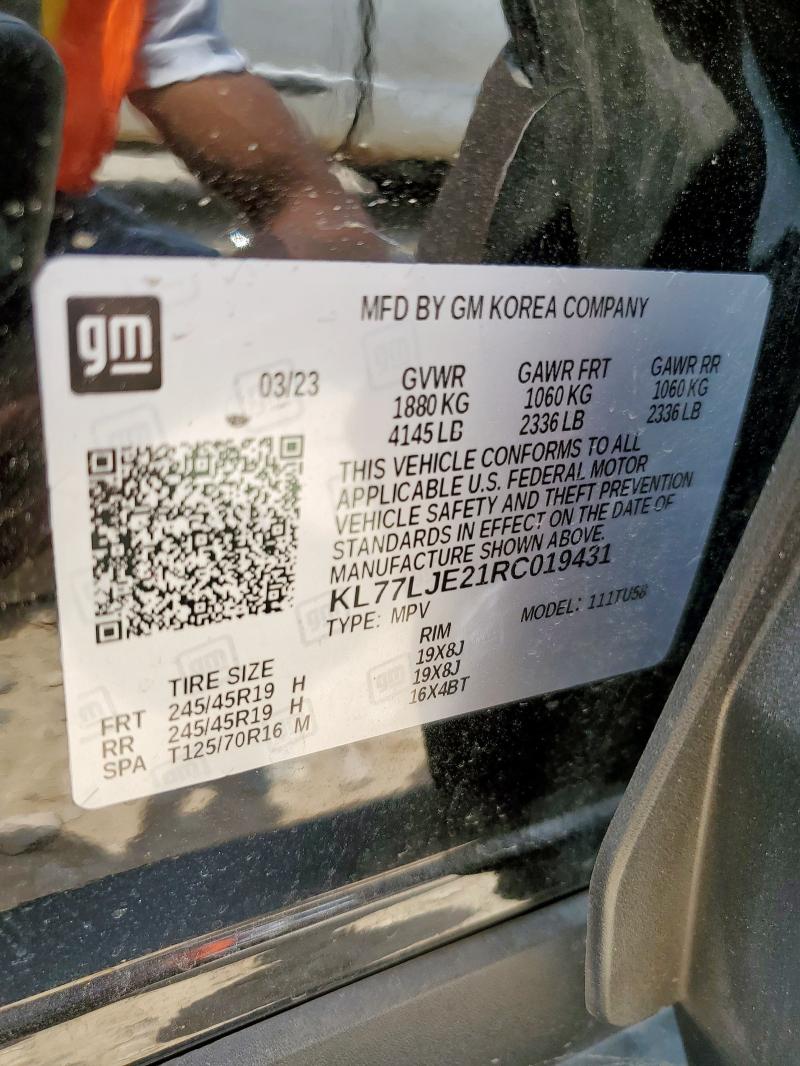 gm
MFD BY GM KOREA COMPANY
03/23
GVWR GAWR FRT GAWR RR
1880 KG 1060 KG 1060 KG
4145 LB 2336 LB 2336 LB
THIS VEHICLE CONFORMS TO ALL
APPLICABLE U.S. FEDERAL MOTOR
VEHICLE SAFETY AND THEFT PREVENTION
STANDARDS IN EFFECT ON THE DATE OF
MANUFACTURE SHOWN ABOVE.
KL77LJE21RC019431
TYPE: MPV MODEL: 111TU58
TIRE SIZE RIM
FRT 245/45R19 H 19X8J
RR 245/45R19 H 19X8J
SPA T125/70R16 M 16X4BT